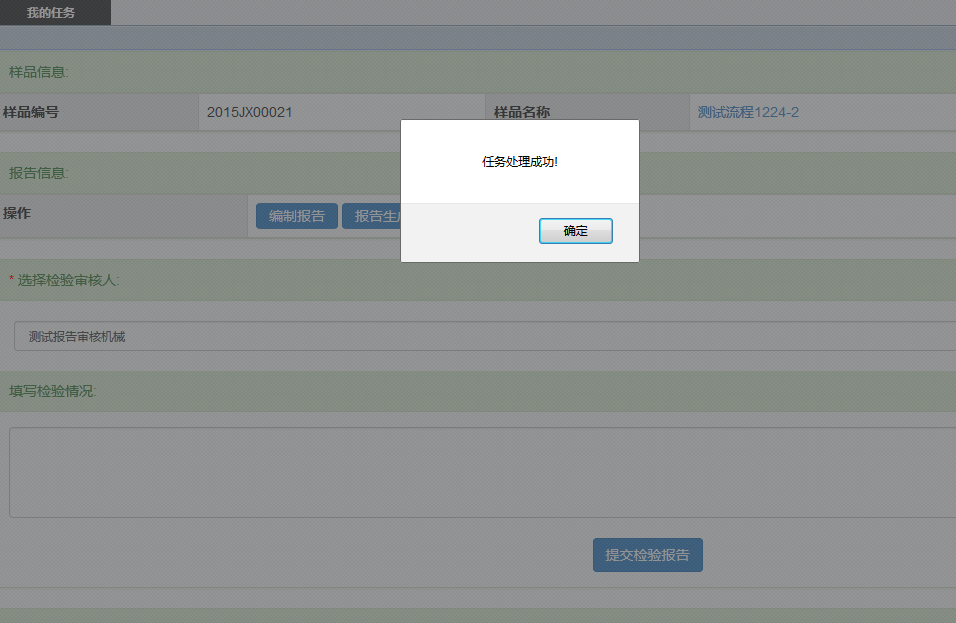 我的任务
样品信息:
样品编号 2015JX00021 样品名称 测试流程1224-2
任务处理成功!
报告信息:
操作 编制报告 报告生
确定
* 选择检验审核人:
测试报告审核机械
填写检验情况:
提交检验报告